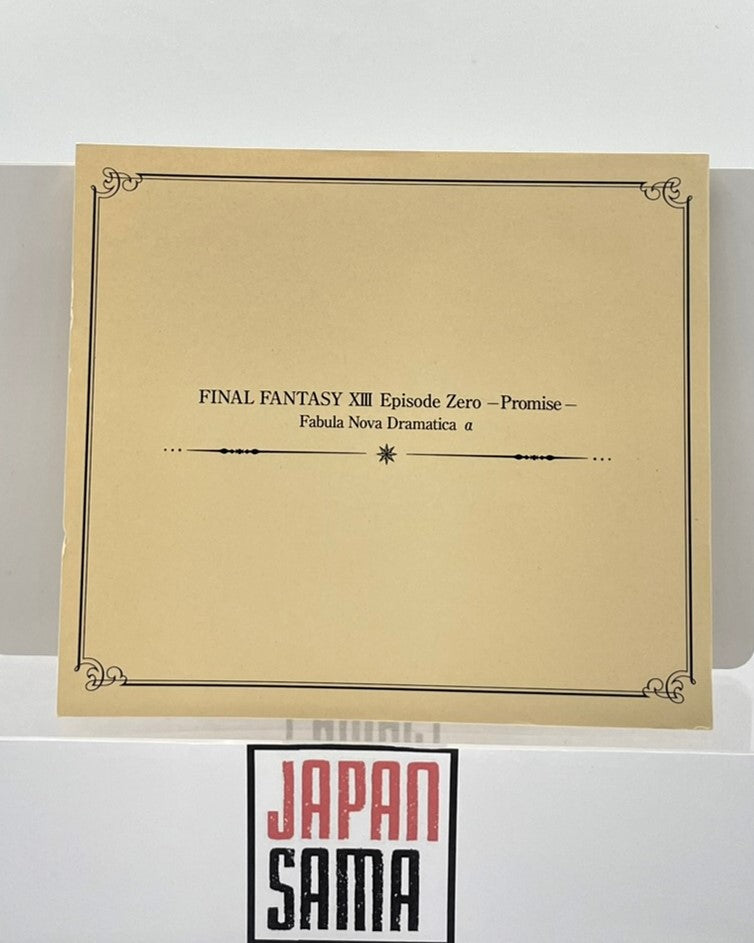 FINAL FANTASY XIII Episode Zero －Promise－
Fabula Nova Dramatica α
JAPAN
SAMA